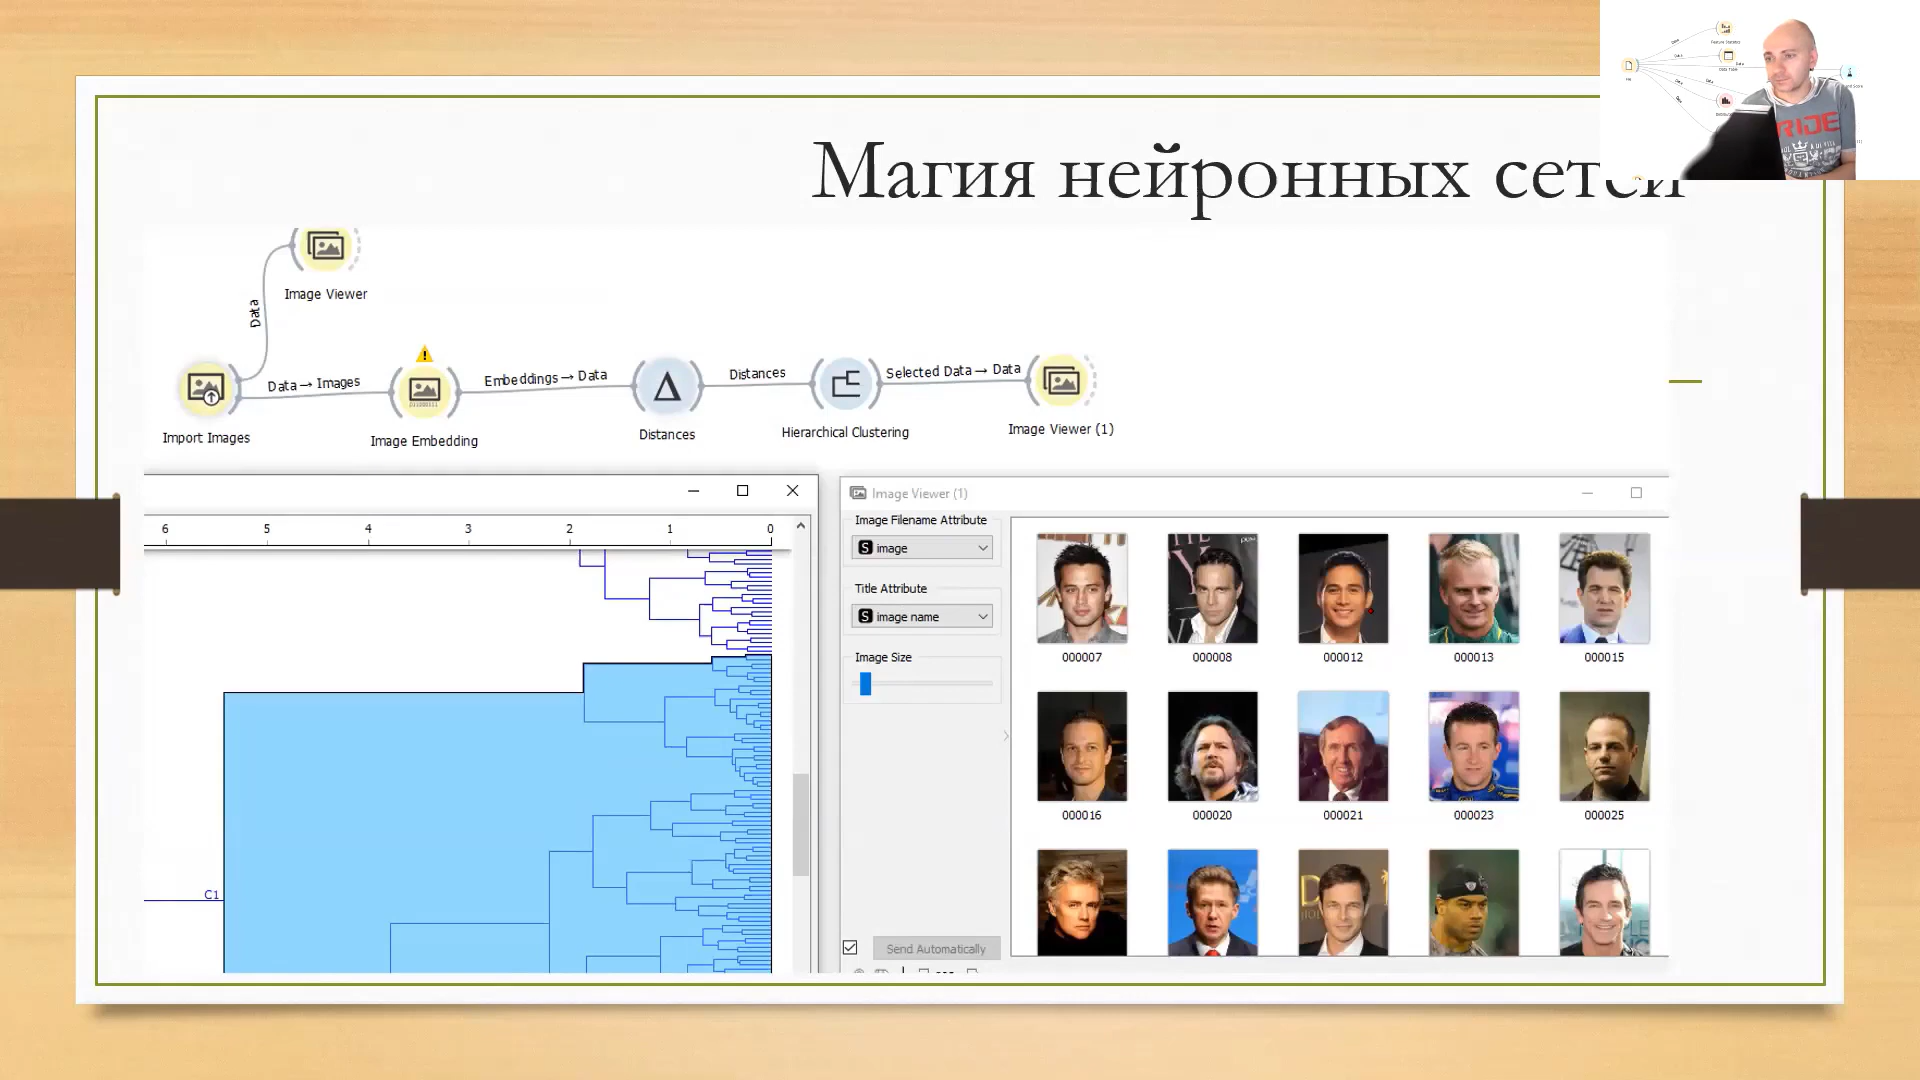 Магия нейронных сетей
Image Viewer
Data
Data → Images
Embeddings → Data
Distances
Selected Data → Data
Import Images
Image Embedding
Distances
Hierarchical Clustering
Image Viewer (1)
6 5 4 3 2 1 0
C1
Image Viewer (1)
Image Filename Attribute
S image
Title Attribute
S image name
Image Size
Send Automatically
000007 000008 000012 000013 000015
000016 000020 000021 000023 000025
RIDE